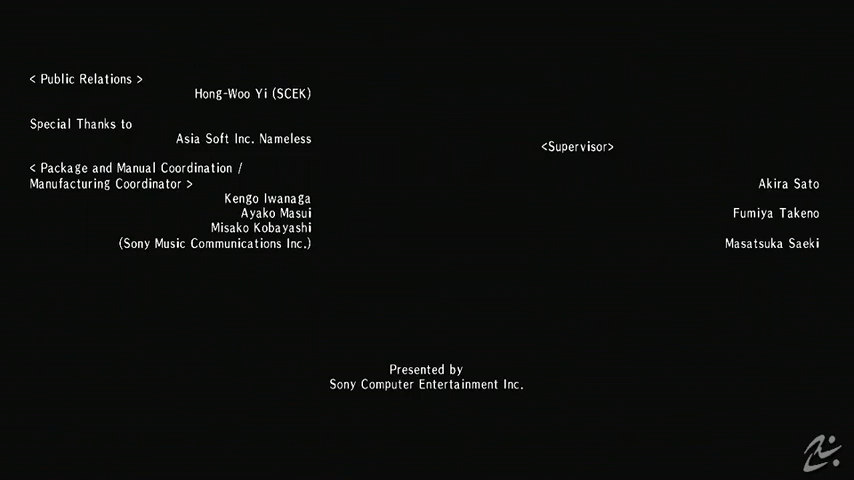 < Public Relations >
Hong-Woo Yi (SCEK)
Special Thanks to
Asia Soft Inc. Nameless
< Package and Manual Coordination /
Manufacturing Coordinator >
Kengo Iwanaga
Ayako Masui
Misako Kobayashi
(Sony Music Communications Inc.)
<Supervisor>
Akira Sato
Fumiya Takeno
Masatsuka Saeki
Presented by
Sony Computer Entertainment Inc.